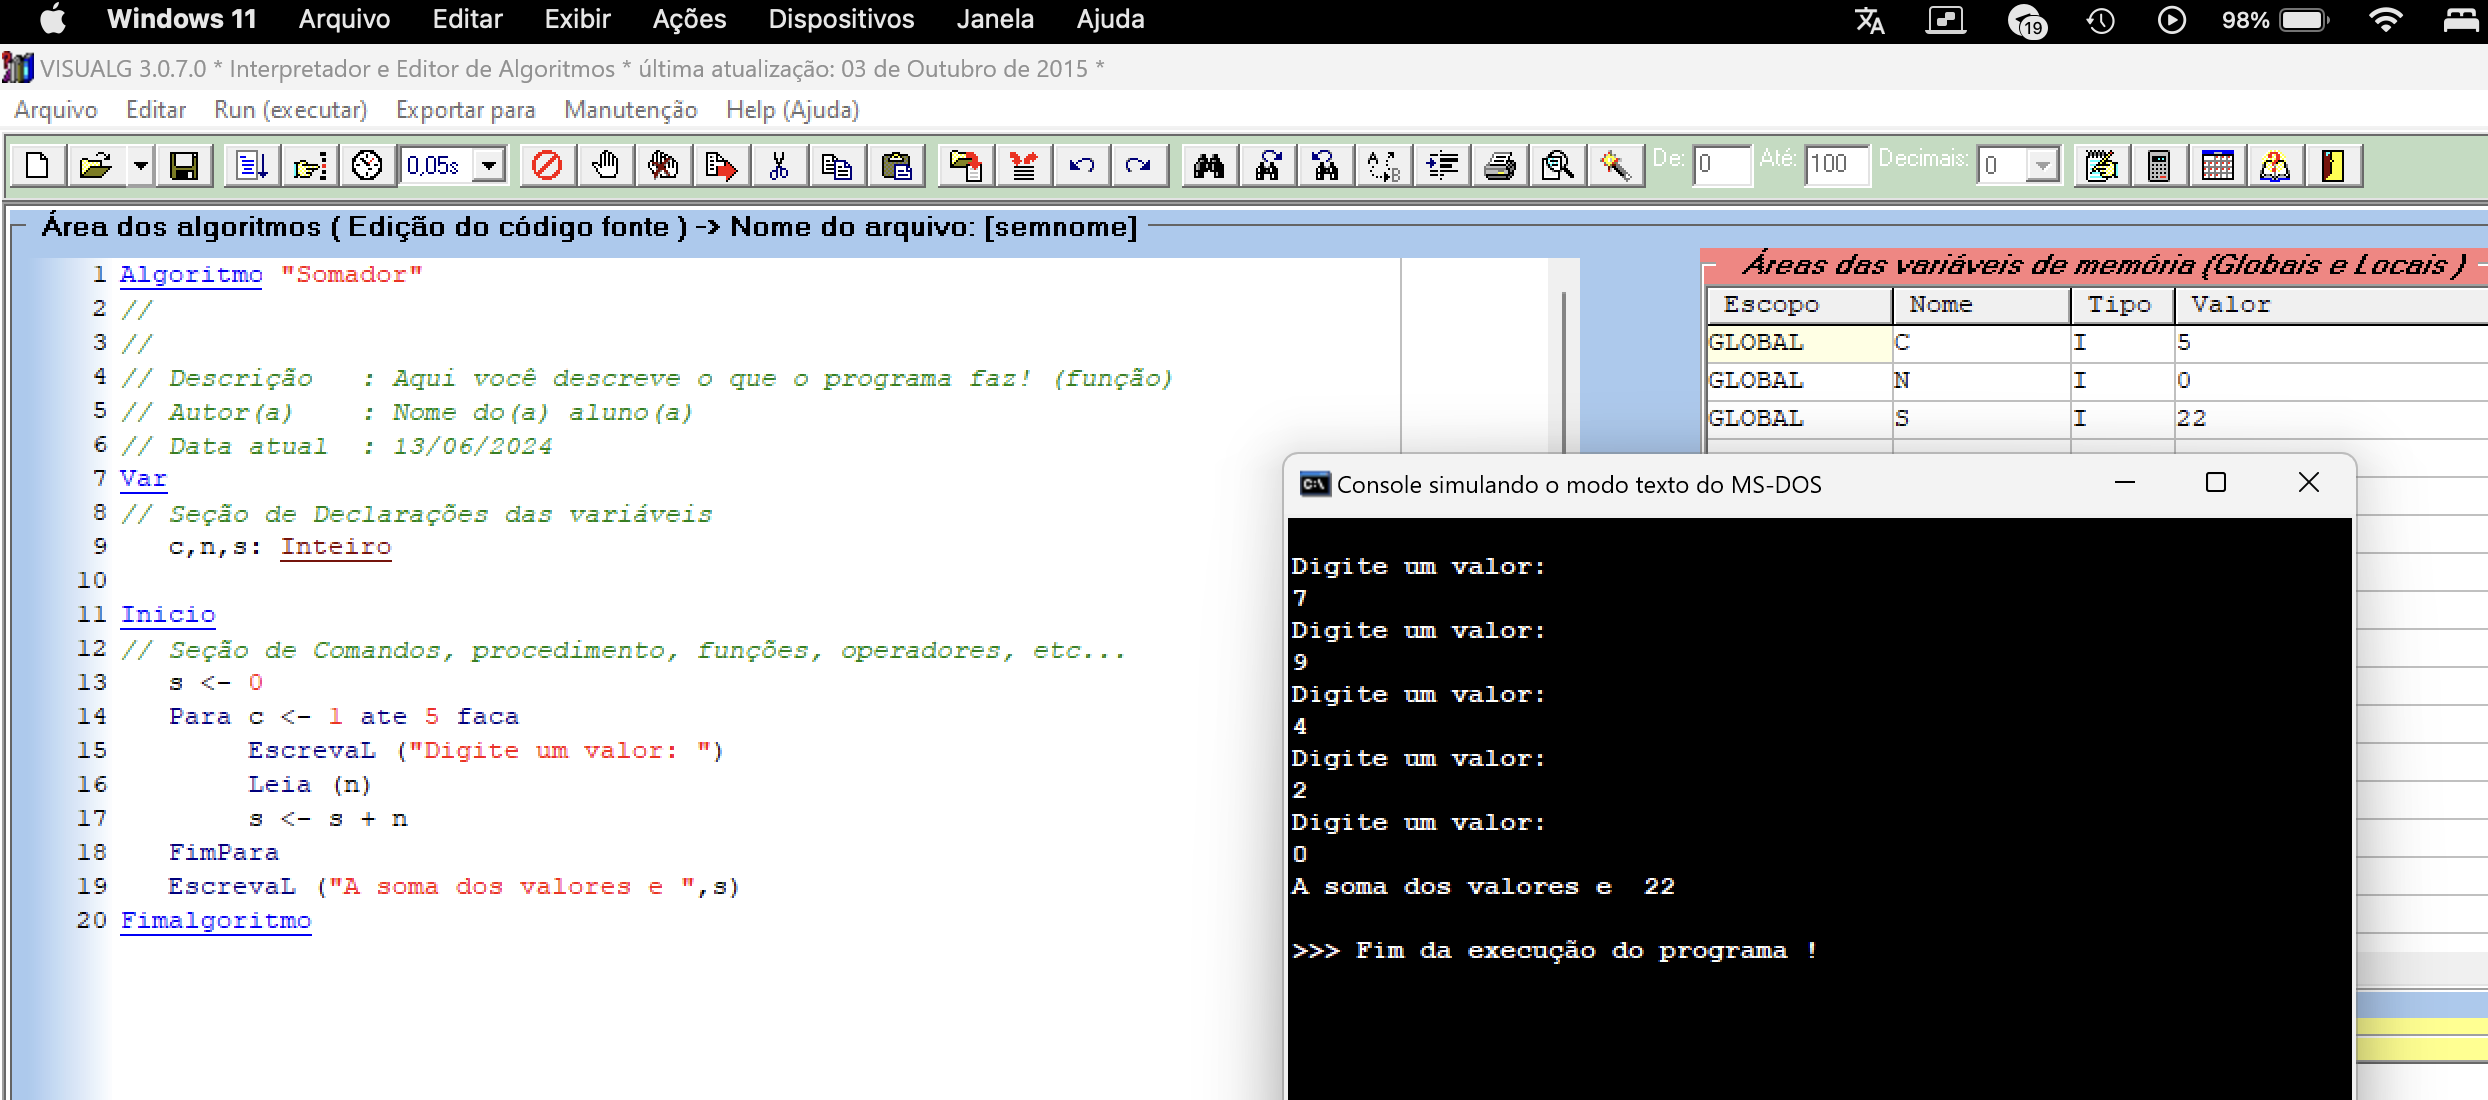 Windows 11 Arquivo Editar Exibir Ações Dispositivos Janela Ajuda 19 98%
VISUALG 3.0.7.0 * Interpretador e Editor de Algoritmos * última atualização: 03 de Outubro de 2015 *
Arquivo Editar Run (executar) Exportar para Manutenção Help (Ajuda)
0,05s De: 0 Até: 100 Decimais: 0
Área dos algoritmos ( Edição do código fonte ) -> Nome do arquivo: [semnome]
1 Algoritmo "Somador"
2 //
3 //
4 // Descrição   : Aqui você descreve o que o programa faz! (função)
5 // Autor(a)    : Nome do(a) aluno(a)
6 // Data atual  : 13/06/2024
7 Var
8 // Seção de Declarações das variáveis
9    c,n,s: Inteiro
10
11 Inicio
12 // Seção de Comandos, procedimento, funções, operadores, etc...
13    s <- 0
14    Para c <- 1 ate 5 faca
15         EscrevaL ("Digite um valor: ")
16         Leia (n)
17         s <- s + n
18    FimPara
19    EscrevaL ("A soma dos valores e ",s)
20 Fimalgoritmo
Áreas das variáveis de memória (Globais e Locais )
Escopo Nome Tipo Valor
GLOBAL C I 5
GLOBAL N I 0
GLOBAL S I 22
C:\ Console simulando o modo texto do MS-DOS
Digite um valor:
7
Digite um valor:
9
Digite um valor:
4
Digite um valor:
2
Digite um valor:
0
A soma dos valores e  22
>>> Fim da execução do programa !